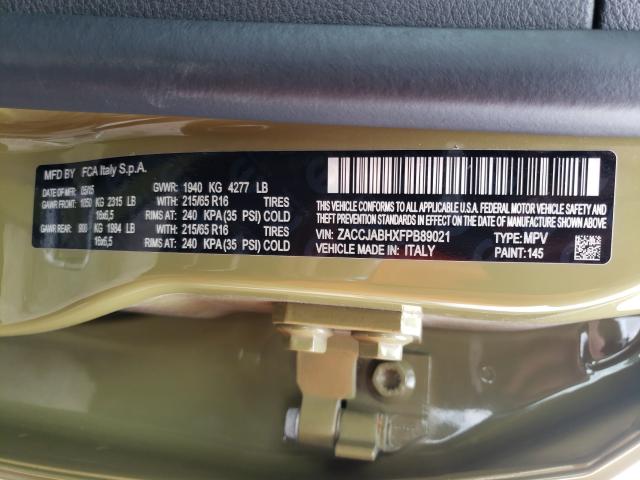 MFD BY FCA Italy S.p.A.
DATE OF MFR 05/05 GVWR: 1940 KG 4277 LB
GAWR FRONT: 1050 KG 2315 LB WITH: 215/65 R16 TIRES
16x6,5 RIMS AT: 240 KPA (35 PSI) COLD
GAWR REAR: 900 KG 1984 LB WITH: 215/65 R16 TIRES
16x6,5 RIMS AT: 240 KPA (35 PSI) COLD
THIS VEHICLE CONFORMS TO ALL APPLICABLE U.S.A. FEDERAL MOTOR VEHICLE SAFETY
BUMPER AND THEFT PREVENTION STANDARDS IN EFFECT ON THE DATE OF MANUFACTURE SHOWN ABOVE.
VIN: ZACCJABHXFPB89021 TYPE: MPV
VEHICLE MADE IN: ITALY PAINT: 145